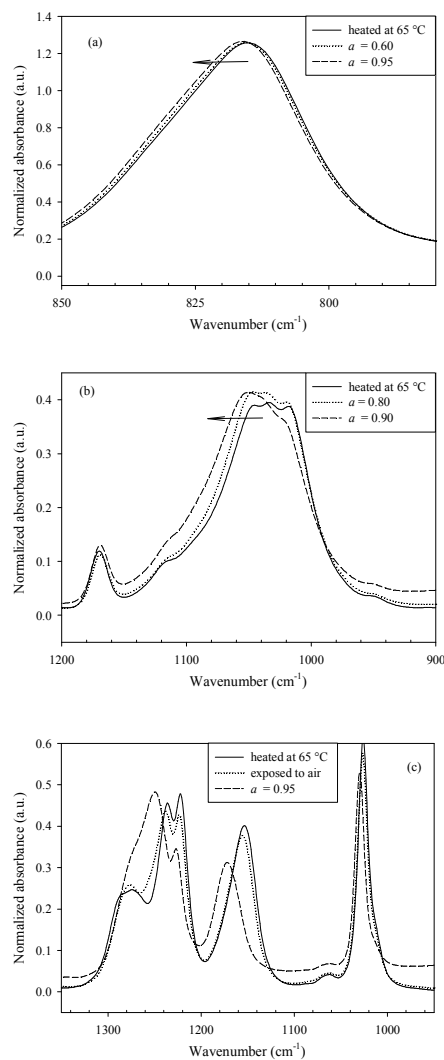 (a)
heated at 65 °C
a = 0.60
a = 0.95
Normalized absorbance (a.u.)
1.4
1.2
1.0
0.8
0.6
0.4
0.2
0.0
850 825 800
Wavenumber (cm-1)
(b)
heated at 65 °C
a = 0.80
a = 0.90
Normalized absorbance (a.u.)
0.4
0.3
0.2
0.1
0.0
1200 1100 1000 900
Wavenumber (cm-1)
heated at 65 °C
exposed to air
a = 0.95
(c)
Normalized absorbance (a.u.)
0.6
0.5
0.4
0.3
0.2
0.1
0.0
1300 1200 1100 1000
Wavenumber (cm-1)